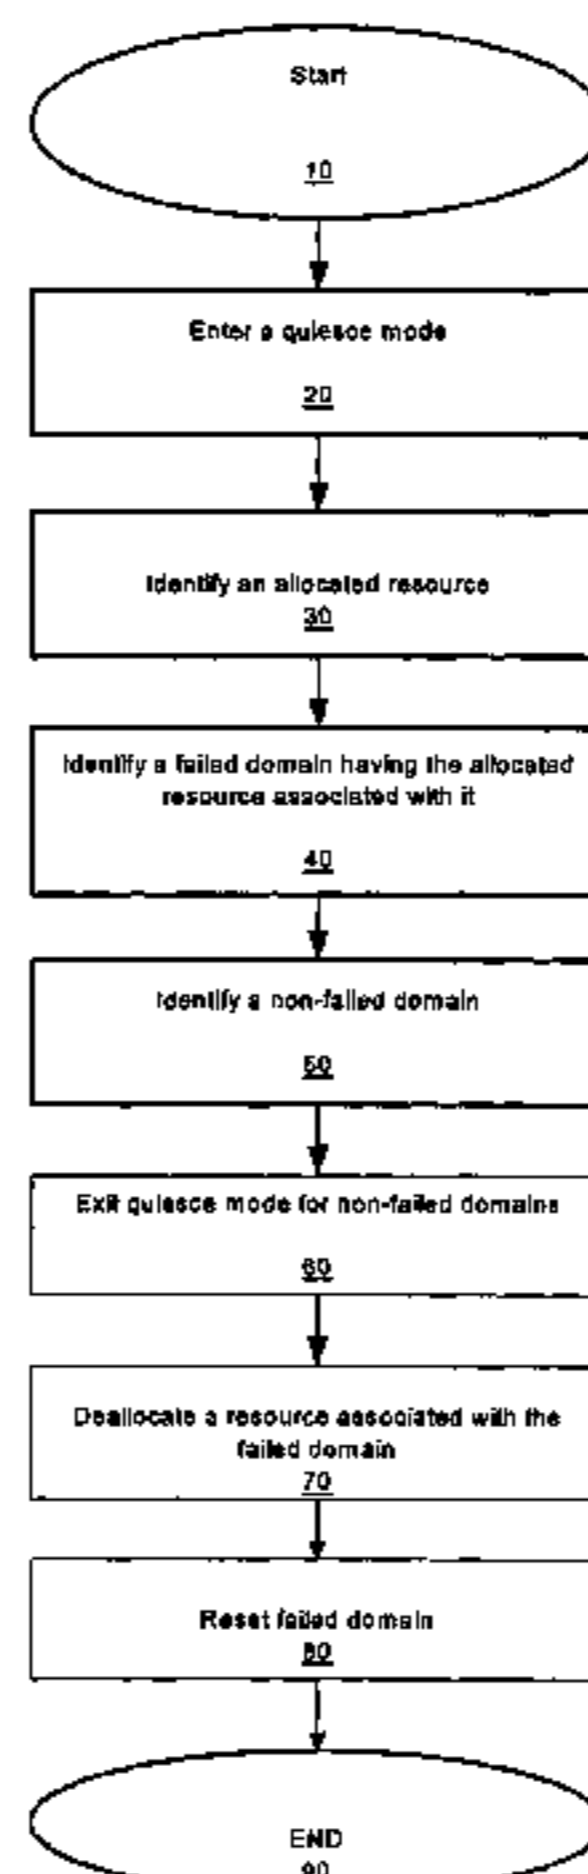 Start
10
Enter a quiesce mode
20
Identify an allocated resource
30
Identify a failed domain having the allocated
resource associated with it
40
Identify a non-failed domain
50
Exit quiesce mode for non-failed domains
60
Deallocate a resource associated with the
failed domain
70
Reset failed domain
80
END
90